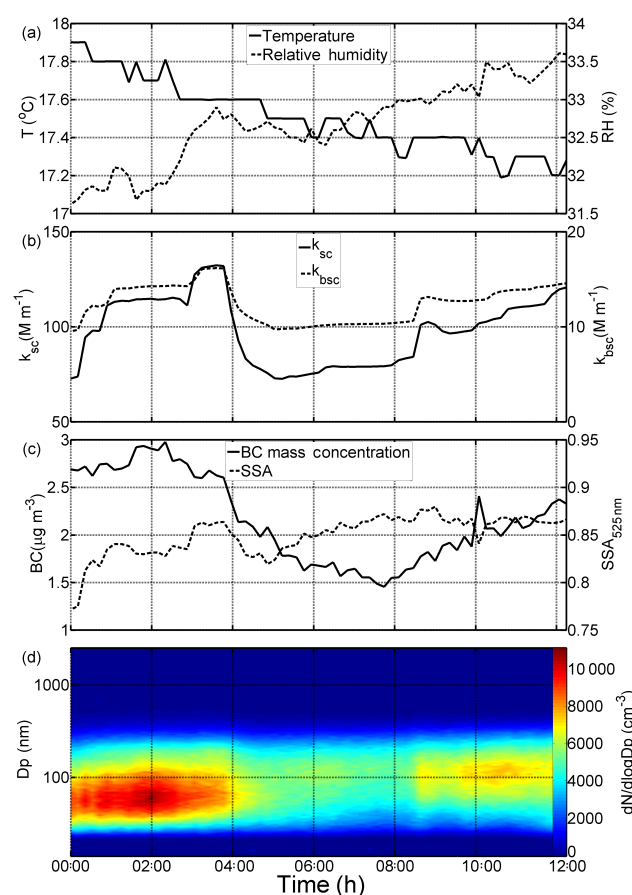 (a)
18
17.8
17.6
17.4
17.2
17
T (°C)
Temperature
Relative humidity
34
33.5
33
32.5
32
31.5
RH (%)
(b)
150
100
50
k_sc(M m⁻¹)
k_sc
k_bsc
20
10
0
k_bsc(M m⁻¹)
(c)
3
2.5
2
1.5
1
BC(μg m⁻³)
BC mass concentration
SSA
0.95
0.9
0.85
0.8
0.75
SSA_525nm
(d)
1000
100
Dp (nm)
10 000
8000
6000
4000
2000
0
dN/dlogDp (cm⁻³)
00:00 02:00 04:00 06:00 08:00 10:00 12:00
Time (h)